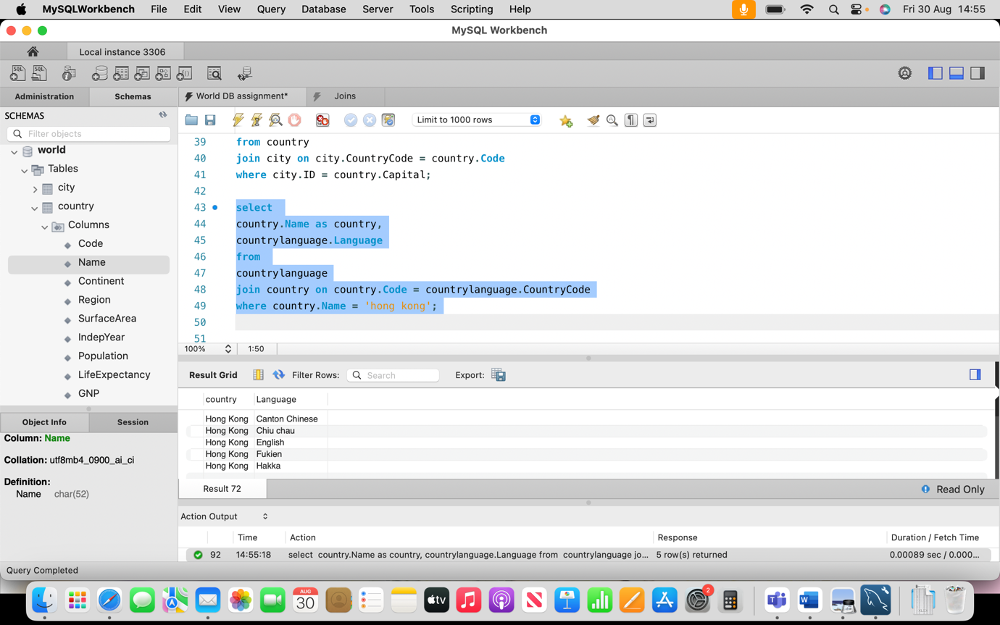 MySQLWorkbench File Edit View Query Database Server Tools Scripting Help Fri 30 Aug 14:55
MySQL Workbench
Local instance 3306
Administration Schemas World DB assignment* Joins
SCHEMAS
Filter objects
Limit to 1000 rows
world
Tables
city
country
Columns
Code
Name
Continent
Region
SurfaceArea
IndepYear
Population
LifeExpectancy
GNP
39 from country
40 join city on city.CountryCode = country.Code
41 where city.ID = country.Capital;
42
43 select
44 country.Name as country,
45 countrylanguage.Language
46 from
47 countrylanguage
48 join country on country.Code = countrylanguage.CountryCode
49 where country.Name = 'hong kong';
50
51
100% 1:50
Object Info Session
Column: Name
Collation: utf8mb4_0900_ai_ci
Definition:
Name char(52)
Result Grid Filter Rows: Search Export:
country Language
Hong Kong Canton Chinese
Hong Kong Chiu chau
Hong Kong English
Hong Kong Fukien
Hong Kong Hakka
Result 72 Read Only
Action Output
Time Action Response Duration / Fetch Time
92 14:55:18 select country.Name as country, countrylanguage.Language from countrylanguage jo... 5 row(s) returned 0.00089 sec / 0.000...
Query Completed
AUG
30
tv
2